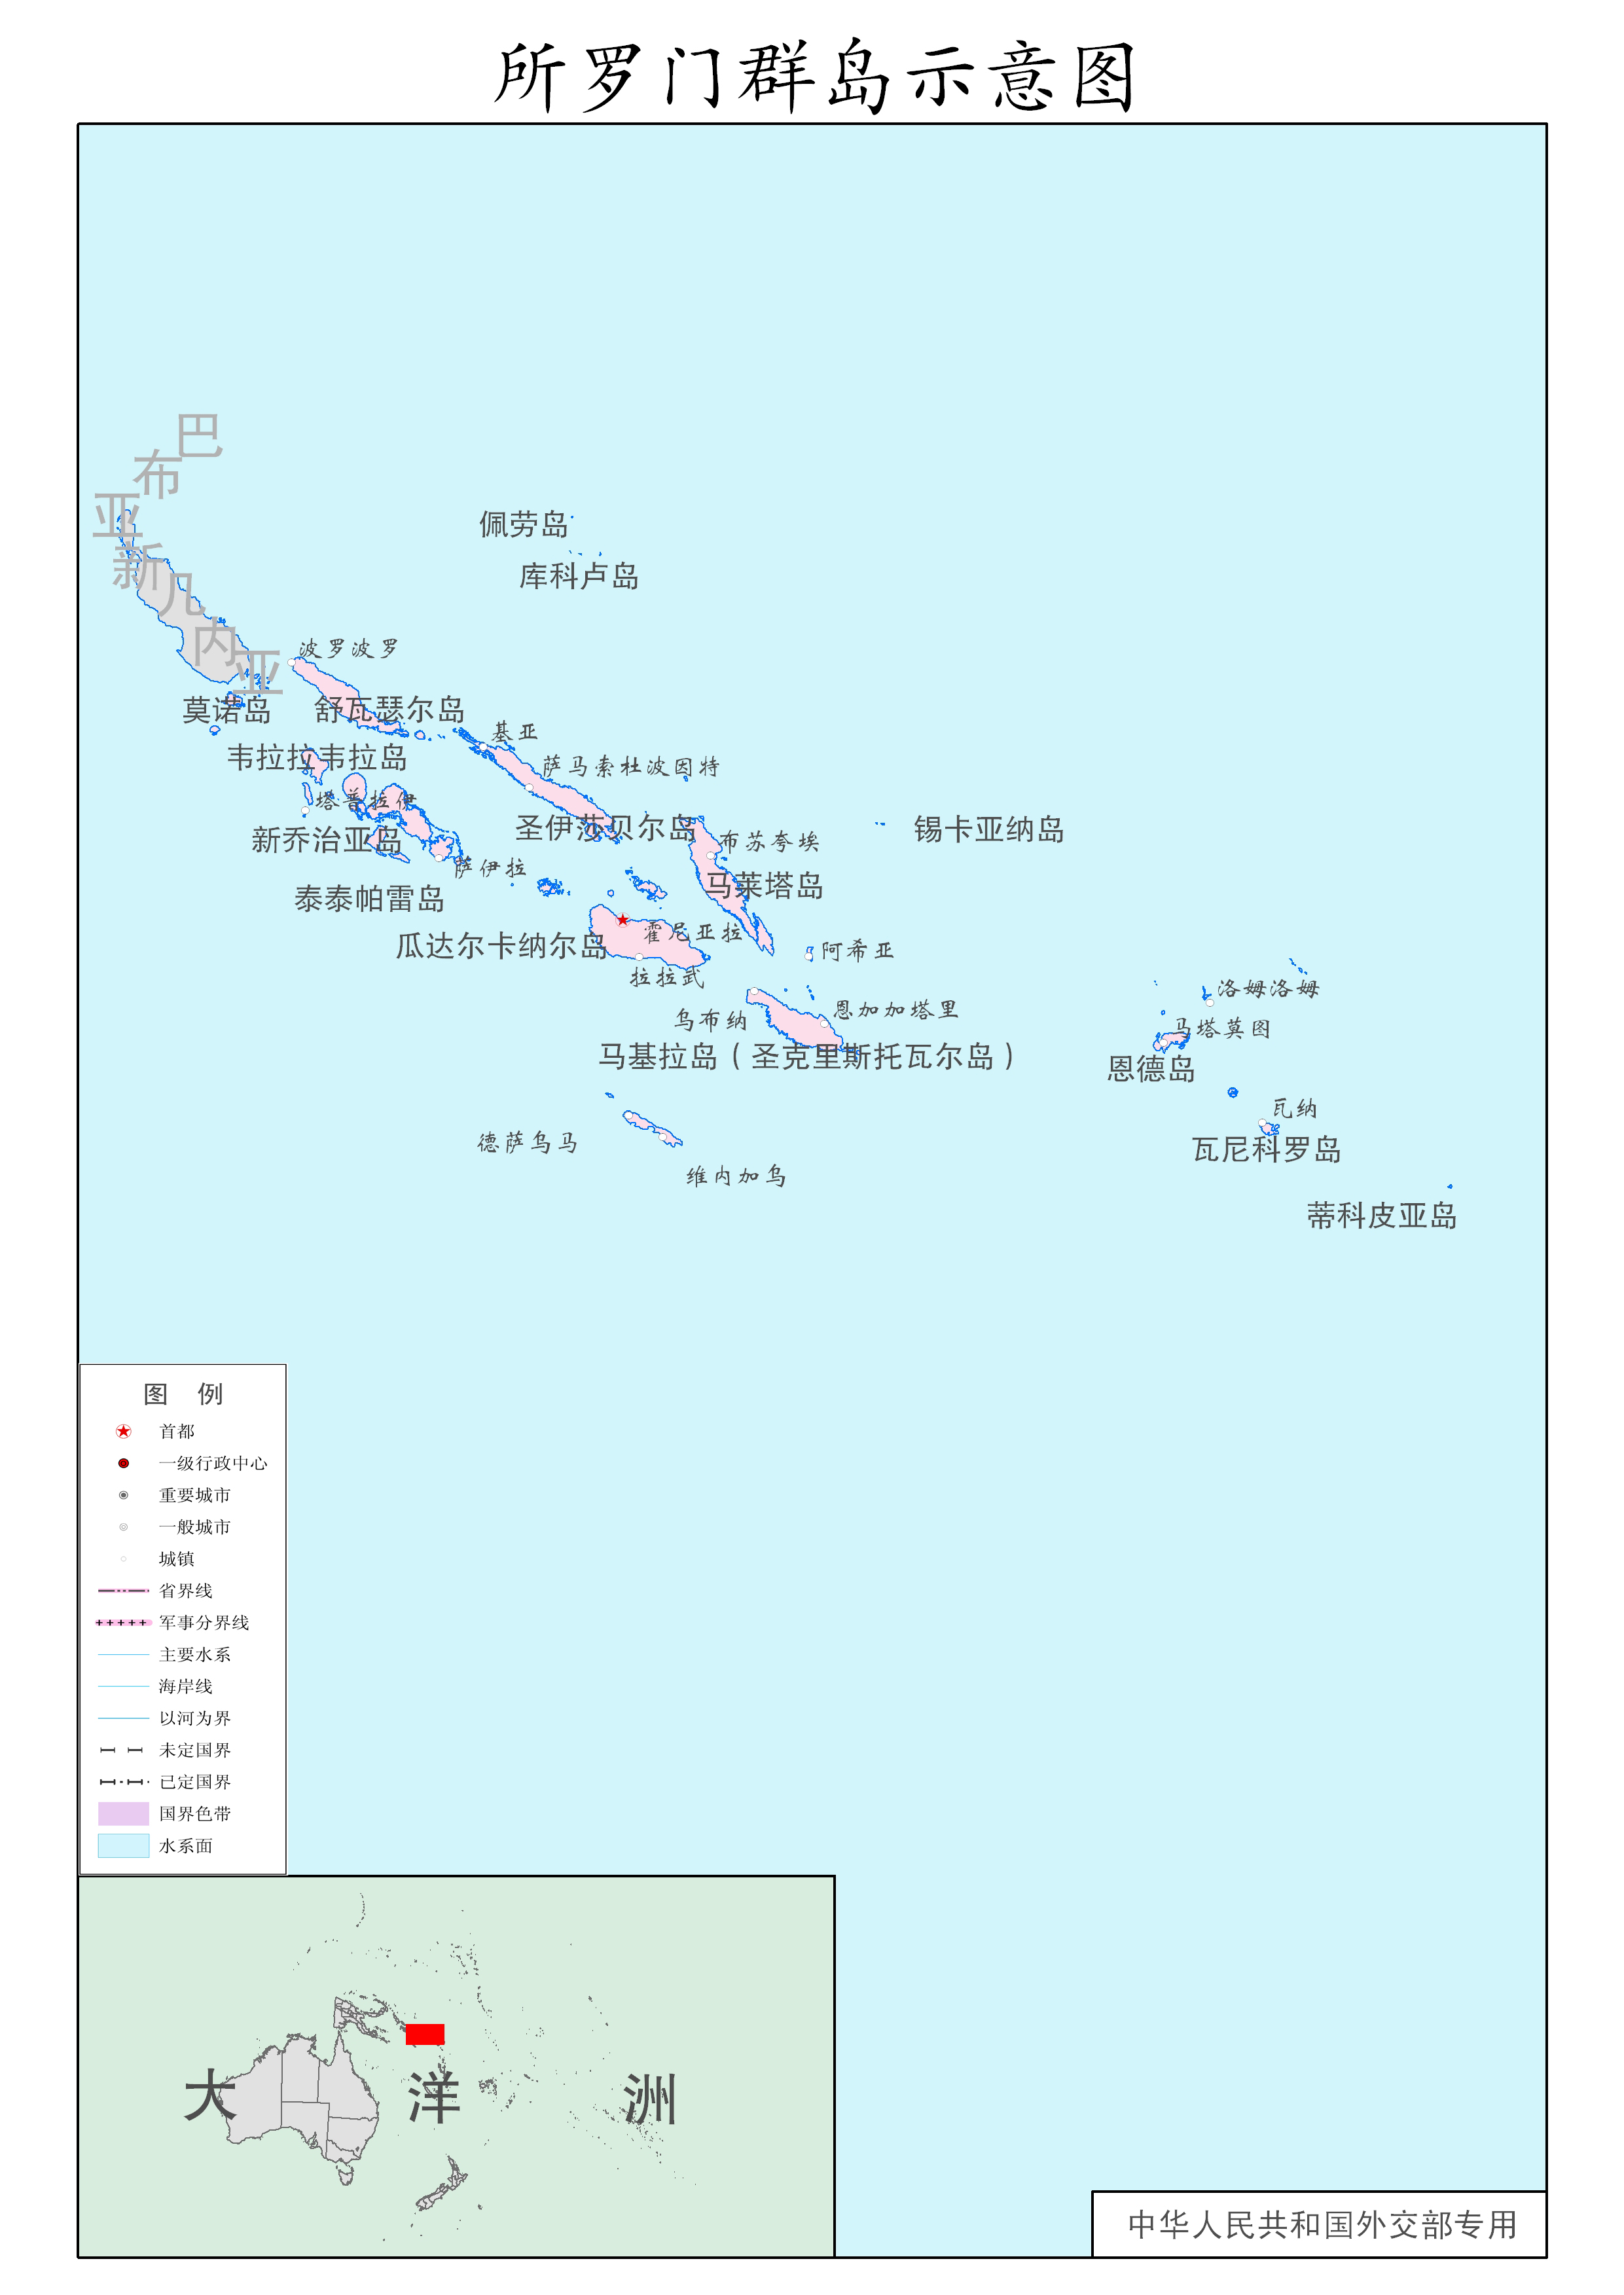 所罗门群岛示意图
巴布亚新几内亚
佩劳岛
库科卢岛
波罗波罗
莫诺岛
舒瓦瑟尔岛
基亚
韦拉拉韦拉岛
萨马索杜波因特
塔普拉伊
新乔治亚岛
圣伊莎贝尔岛
锡卡亚纳岛
布苏夸埃
萨伊拉
马莱塔岛
泰泰帕雷岛
霍尼亚拉
瓜达尔卡纳尔岛
阿希亚
拉拉武
洛姆洛姆
乌布纳
恩加加塔里
马塔莫图
马基拉岛（圣克里斯托瓦尔岛）
恩德岛
瓦纳
德萨乌马
瓦尼科罗岛
维内加乌
蒂科皮亚岛
图 例
首都
一级行政中心
重要城市
一般城市
城镇
省界线
军事分界线
主要水系
海岸线
以河为界
未定国界
已定国界
国界色带
水系面
大洋洲
中华人民共和国外交部专用